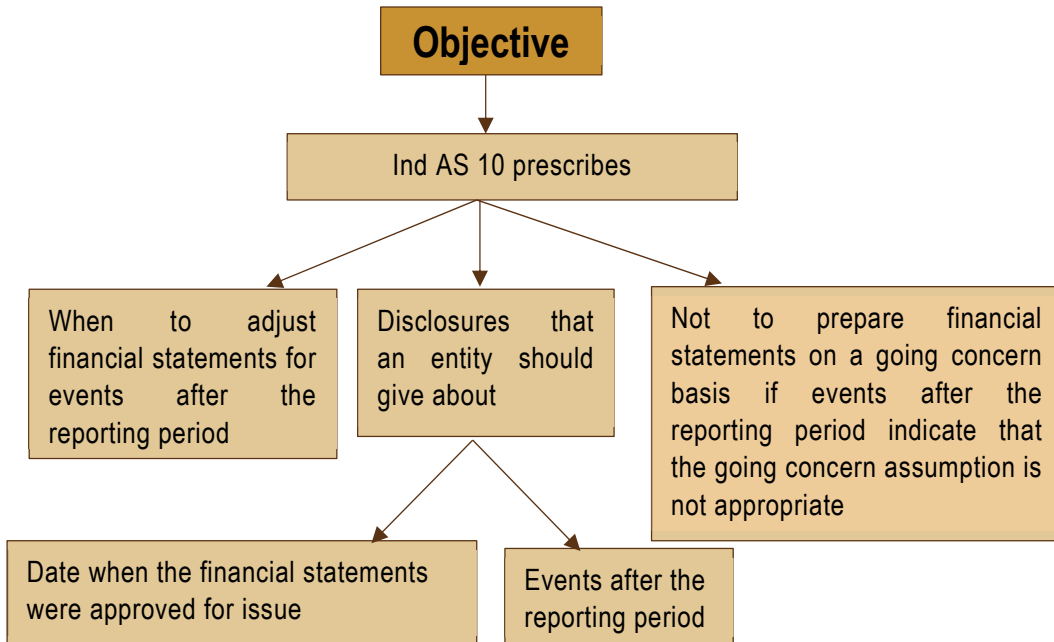 Objective
Ind AS 10 prescribes
When to adjust
financial statements for
events after the
reporting period
Disclosures that
an entity should
give about
Not to prepare financial
statements on a going concern
basis if events after the
reporting period indicate that
the going concern assumption is
not appropriate
Date when the financial statements
were approved for issue
Events after the
reporting period